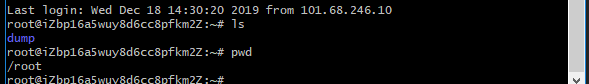 Last login: Wed Dec 18 14:30:20 2019 from 101.68.246.10
root@iZbp16a5wuy8d6cc8pfkm2Z:~# ls
dump
root@iZbp16a5wuy8d6cc8pfkm2Z:~# pwd
/root
root@iZbp16a5wuy8d6cc8pfkm2Z:~#